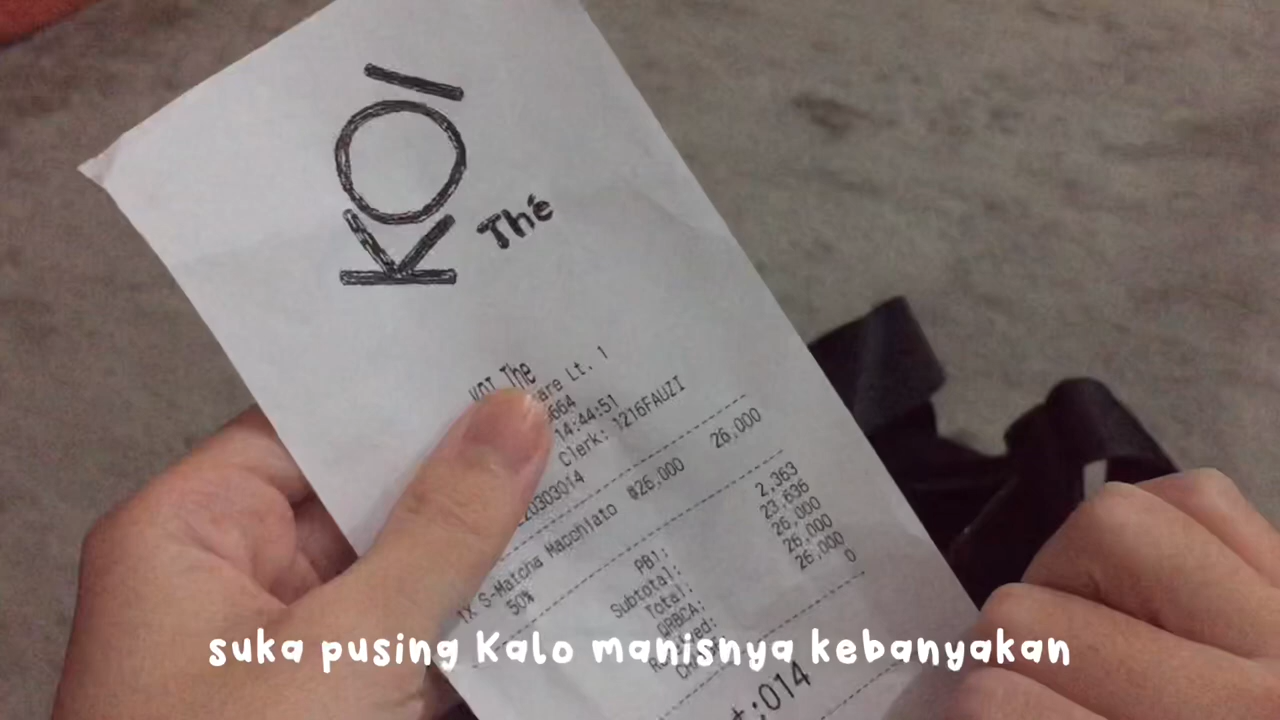 KOI
Thé
KOI The
are Lt. 1
664
14:44:51
Clerk: 1216FAUZI
20303014
1X S-Matcha Macchiato @26,000 26,000
50%
PB1: 2,363
Subtotal: 23,636
Total: 26,000
QRBCA: 26,000
26,000
0
:014
suka pusing Kalo manisnya kebanyakan